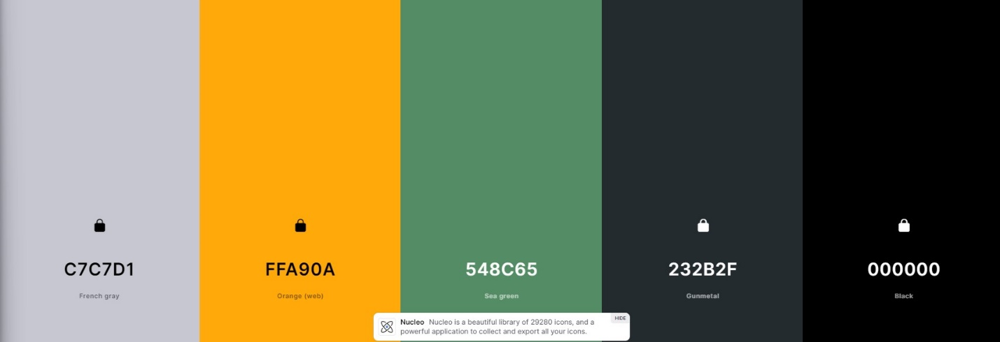 C7C7D1
French gray
FFA90A
Orange (web)
548C65
Sea green
232B2F
Gunmetal
000000
Black
Nucleo Nucleo is a beautiful library of 29280 icons, and a
powerful application to collect and export all your icons.
HIDE